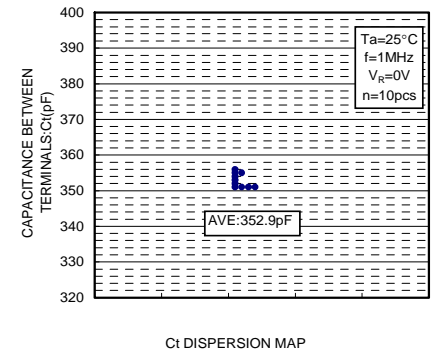 400
390
380
370
360
350
340
330
320
CAPACITANCE BETWEEN
TERMINALS:Ct(pF)
Ta=25°C
f=1MHz
VR=0V
n=10pcs
AVE:352.9pF
Ct DISPERSION MAP